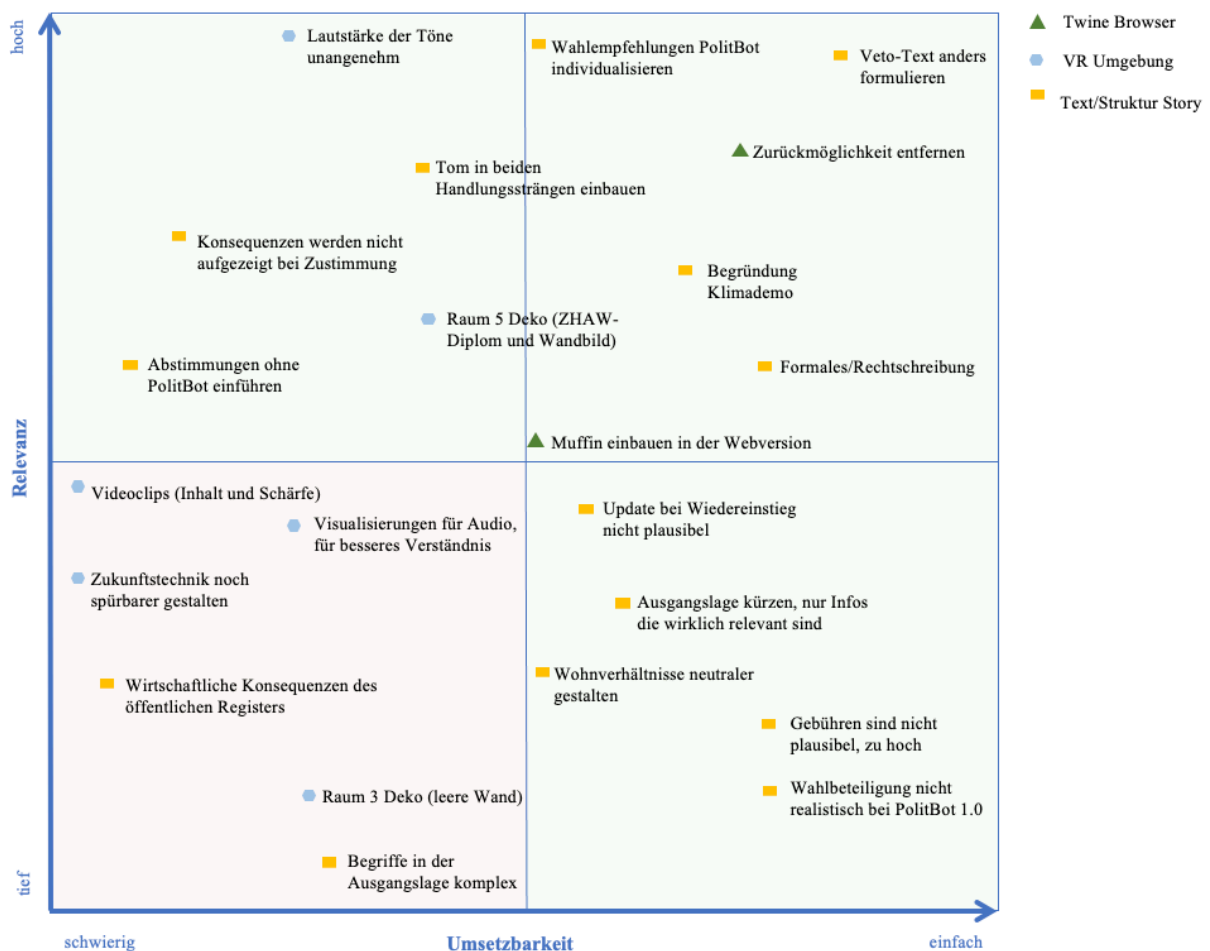 hoch
Lautstärke der Töne
unangenehm
Wahlempfehlungen PolitBot
individualisieren
Veto-Text anders
formulieren
Twine Browser
VR Umgebung
Text/Struktur Story
Zurückmöglichkeit entfernen
Tom in beiden
Handlungssträngen einbauen
Konsequenzen werden nicht
aufgezeigt bei Zustimmung
Begründung
Klimademo
Raum 5 Deko (ZHAW-
Diplom und Wandbild)
Abstimmungen ohne
PolitBot einführen
Formales/Rechtschreibung
Muffin einbauen in der Webversion
Relevanz
Videoclips (Inhalt und Schärfe)
Visualisierungen für Audio,
für besseres Verständnis
Update bei Wiedereinstieg
nicht plausibel
Zukunftstechnik noch
spürbarer gestalten
Ausgangslage kürzen, nur Infos
die wirklich relevant sind
Wirtschaftliche Konsequenzen des
öffentlichen Registers
Wohnverhältnisse neutraler
gestalten
Gebühren sind nicht
plausibel, zu hoch
Raum 3 Deko (leere Wand)
Wahlbeteiligung nicht
realistisch bei PolitBot 1.0
Begriffe in der
Ausgangslage komplex
tief
schwierig
Umsetzbarkeit
einfach